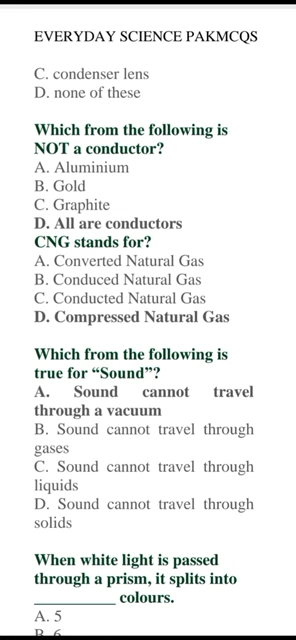 EVERYDAY SCIENCE PAKMCQS
C. condenser lens
D. none of these
Which from the following is
NOT a conductor?
A. Aluminium
B. Gold
C. Graphite
D. All are conductors
CNG stands for?
A. Converted Natural Gas
B. Conduced Natural Gas
C. Conducted Natural Gas
D. Compressed Natural Gas
Which from the following is
true for “Sound”?
A. Sound cannot travel
through a vacuum
B. Sound cannot travel through
gases
C. Sound cannot travel through
liquids
D. Sound cannot travel through
solids
When white light is passed
through a prism, it splits into
__________ colours.
A. 5
B. 6